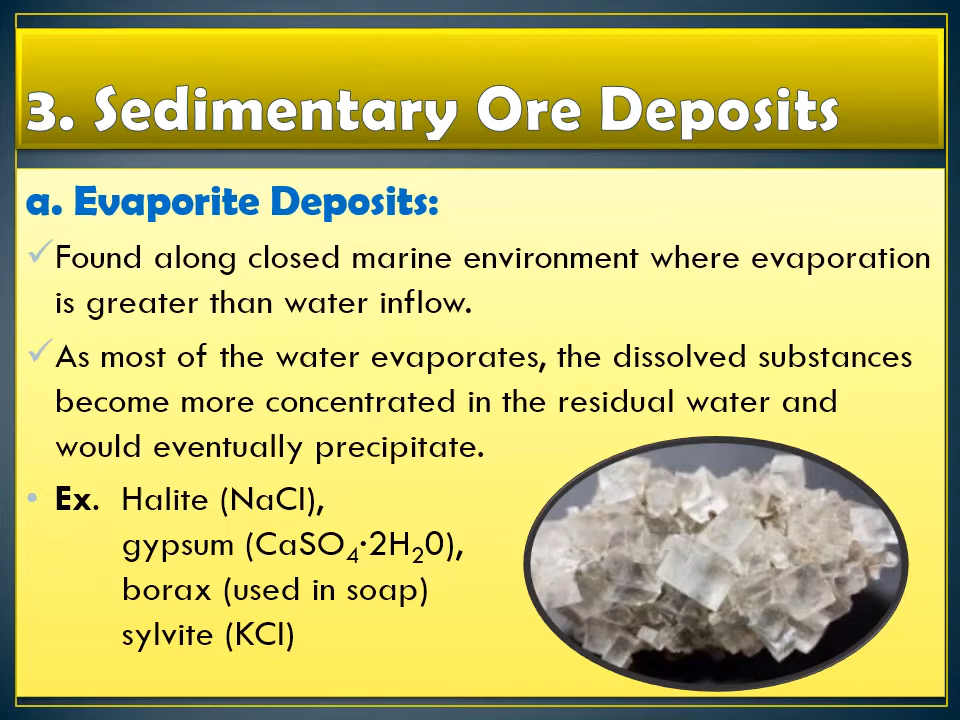 3. Sedimentary Ore Deposits
a. Evaporite Deposits:
✓ Found along closed marine environment where evaporation
is greater than water inflow.
✓ As most of the water evaporates, the dissolved substances
become more concentrated in the residual water and
would eventually precipitate.
• Ex. Halite (NaCl),
gypsum (CaSO₄·2H₂0),
borax (used in soap)
sylvite (KCl)